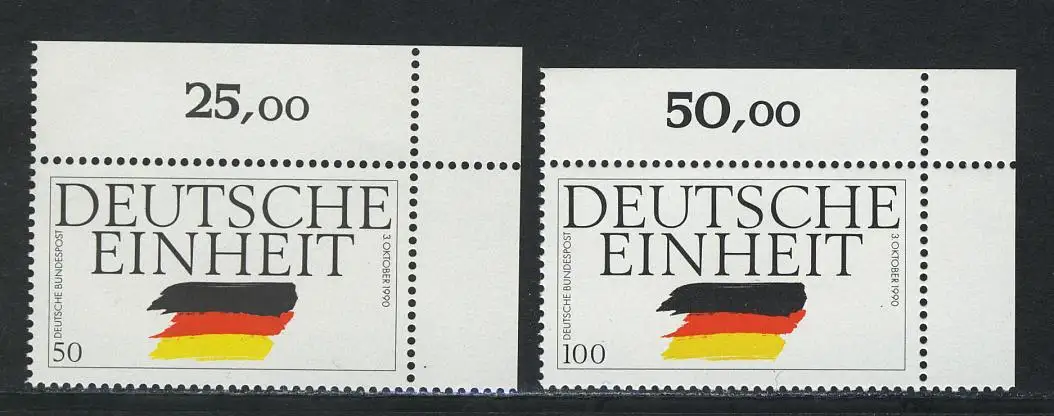 25,00
DEUTSCHE
EINHEIT
DEUTSCHE BUNDESPOST
3. OKTOBER 1990
50
50,00
DEUTSCHE
EINHEIT
DEUTSCHE BUNDESPOST
3. OKTOBER 1990
100